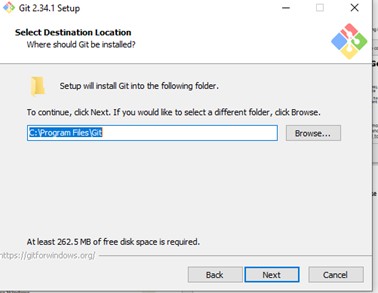 Git 2.34.1 Setup
Select Destination Location
Where should Git be installed?
Setup will install Git into the following folder.
To continue, click Next. If you would like to select a different folder, click Browse.
C:\Program Files\Git
Browse...
At least 262.5 MB of free disk space is required.
https://gitforwindows.org/
Back
Next
Cancel